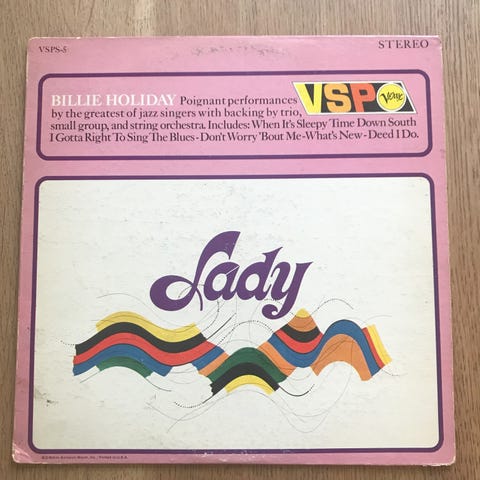 VSPS-5
STEREO
BILLIE HOLIDAY Poignant performances
by the greatest of jazz singers with backing by trio,
small group, and string orchestra. Includes: When It's Sleepy Time Down South
I Gotta Right To Sing The Blues-Don't Worry 'Bout Me-What's New-Deed I Do.
VSP
Verve
Lady
Printed in U.S.A.